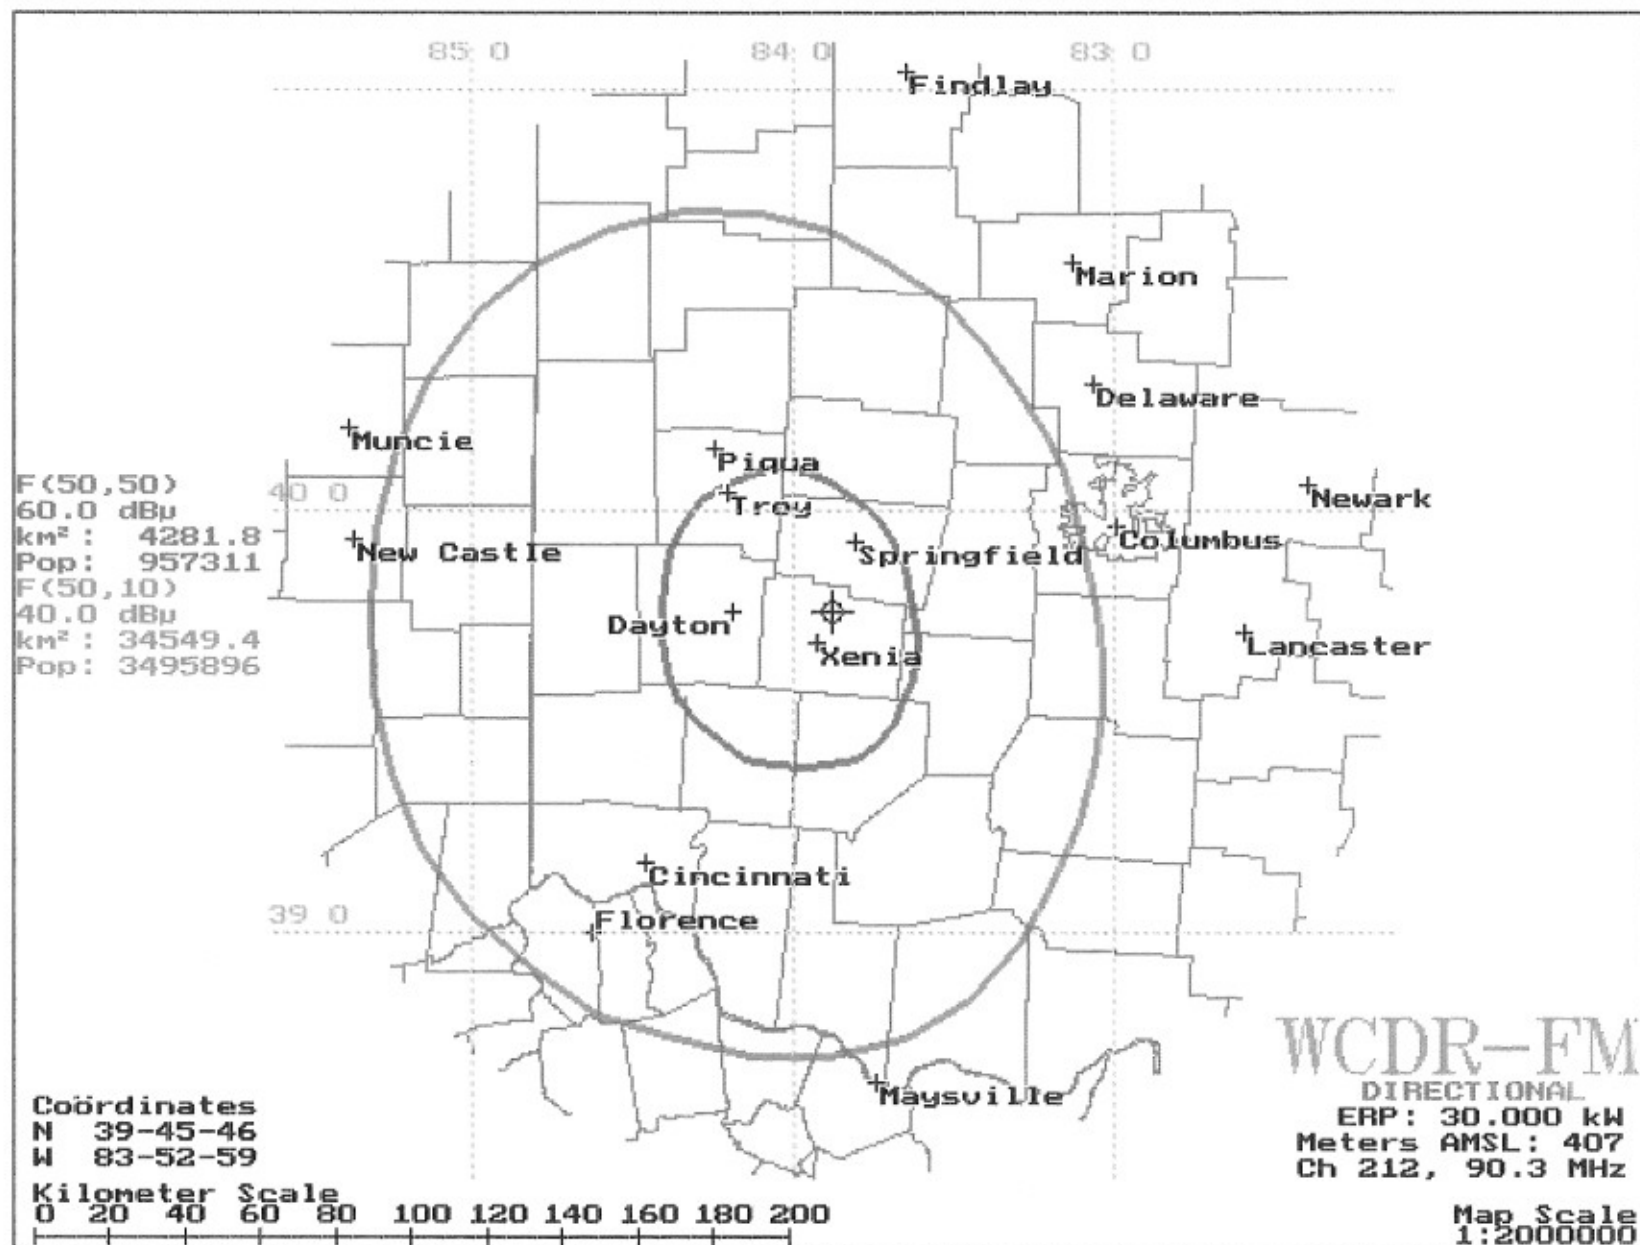 85 0 84 0 83 0
Findlay
Marion
Delaware
Muncie
Piqua
F(50,50)
60.0 dBµ
km²: 4281.8
Pop: 957311
F(50,10)
40.0 dBµ
km²: 34549.4
Pop: 3495896
40 0
Troy
Newark
New Castle
Springfield
Columbus
Dayton
Xenia
Lancaster
Cincinnati
39 0
Florence
Maysville
WCDR-FM
DIRECTIONAL
ERP: 30.000 kW
Meters AMSL: 407
Ch 212, 90.3 MHz
Coördinates
N 39-45-46
W 83-52-59
Kilometer Scale
0 20 40 60 80 100 120 140 160 180 200
Map Scale
1:2000000